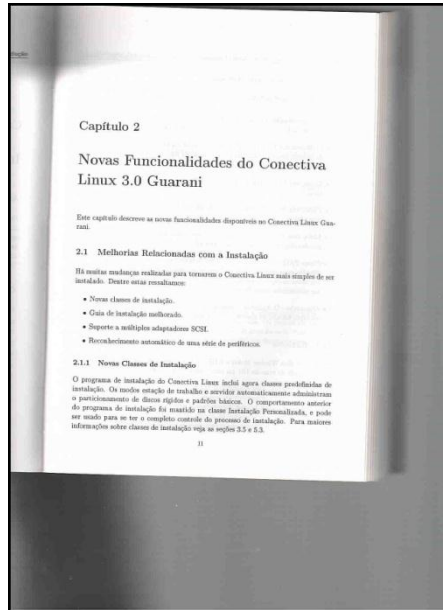 Capítulo 2
Novas Funcionalidades do Conectiva
Linux 3.0 Guarani
Este capítulo descreve as novas funcionalidades disponíveis no Conectiva Linux Gua-
rani.
2.1 Melhorias Relacionadas com a Instalação
Há muitas mudanças realizadas para tornarem o Conectiva Linux mais simples de ser
instalado. Dentre estas ressaltamos:
• Novas classes de instalação.
• Guia de instalação melhorado.
• Suporte a múltiplos adaptadores SCSI.
• Reconhecimento automático de uma série de periféricos.
2.1.1 Novas Classes de Instalação
O programa de instalação do Conectiva Linux inclui agora classes predefinidas de
instalação. Os modos estação de trabalho e servidor automaticamente administram
o particionamento de discos rígidos e padrões básicos. O comportamento anterior
do programa de instalação foi mantido na classe Instalação Personalizada, e pode
ser usado para se ter o completo controle do processo de instalação. Para maiores
informações sobre classes de instalação veja as seções 3.5 e 5.3.
11